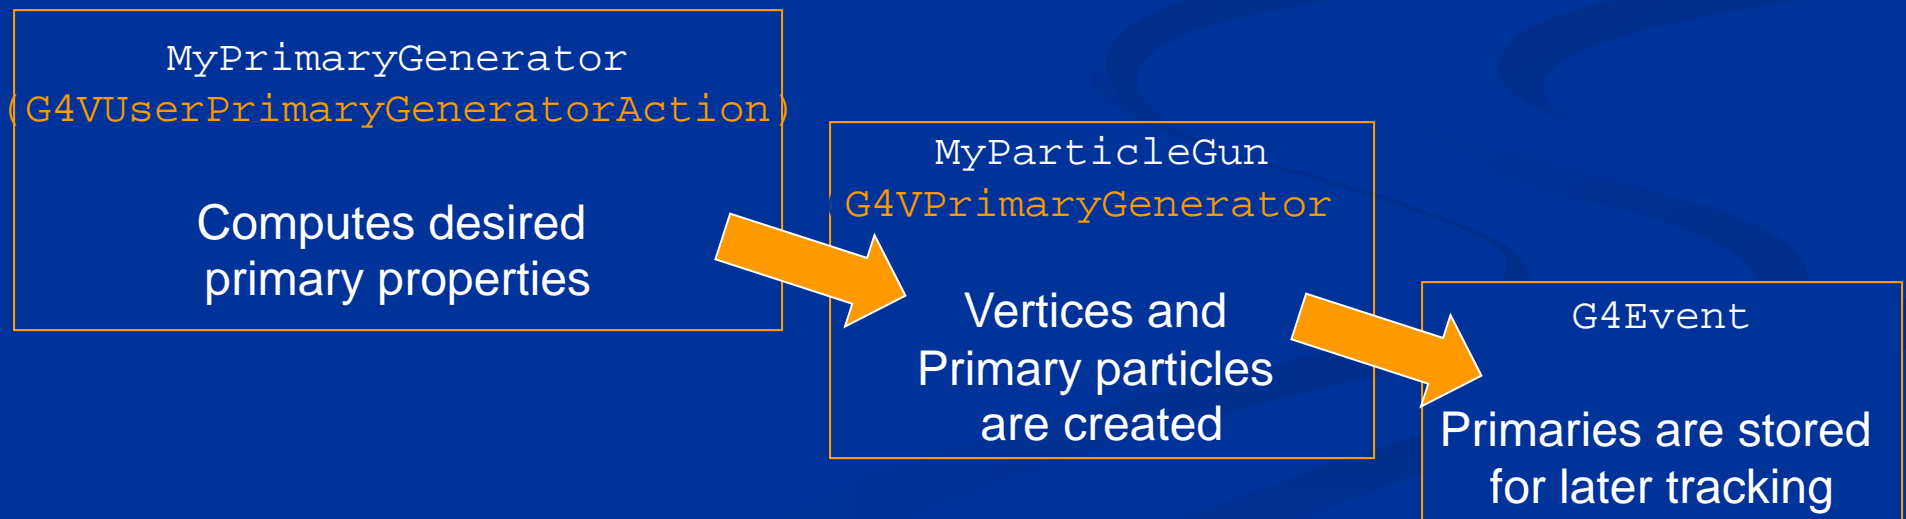 MyPrimaryGenerator
(G4VUserPrimaryGeneratorAction)
Computes desired
primary properties
MyParticleGun
G4VPrimaryGenerator
Vertices and
Primary particles
are created
G4Event
Primaries are stored
for later tracking